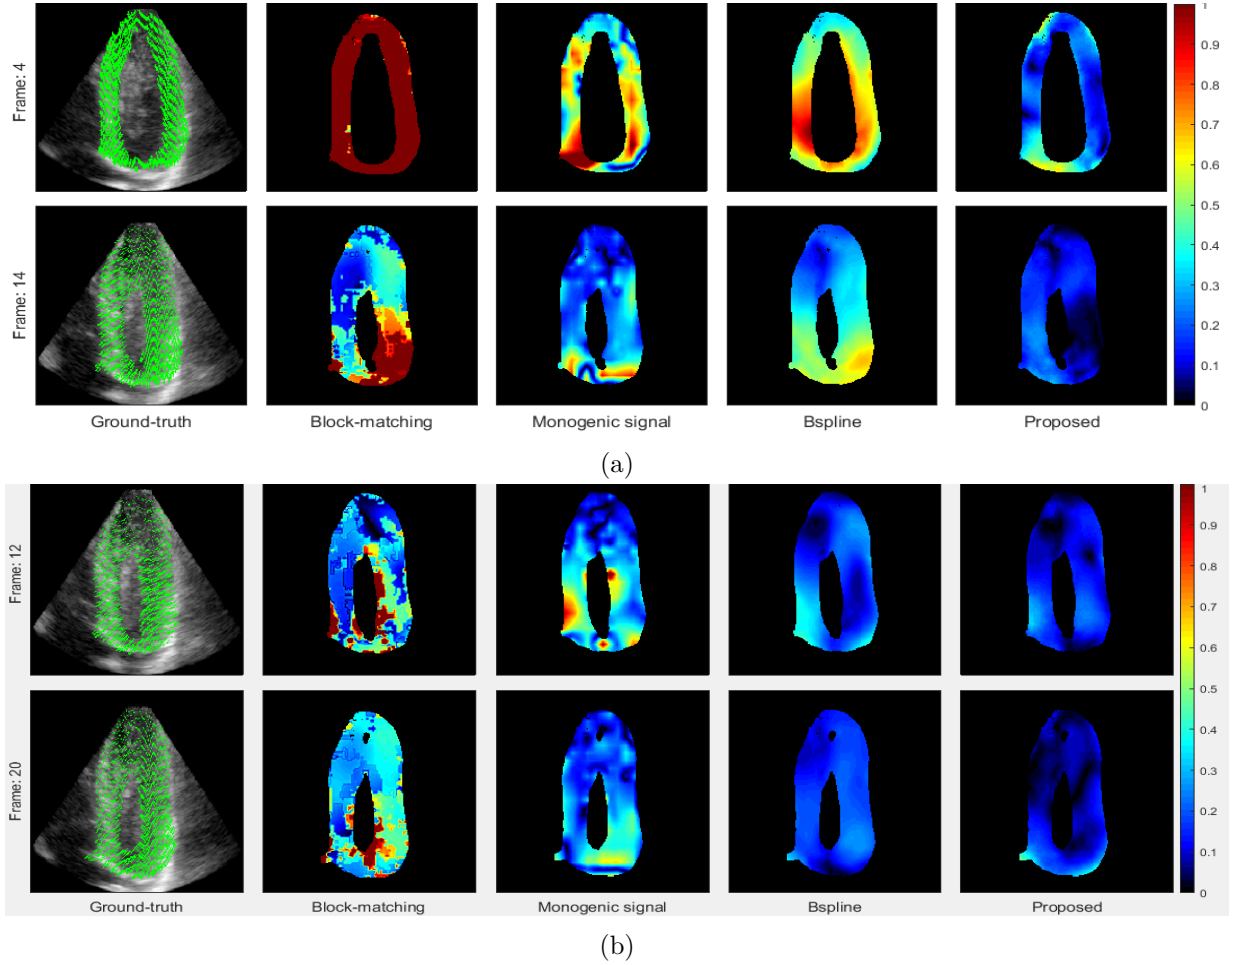 Frame: 4
1
0.9
0.8
0.7
0.6
0.5
0.4
0.3
0.2
0.1
0
Frame: 14
Ground-truth Block-matching Monogenic signal Bspline Proposed
(a)
Frame: 12
1
0.9
0.8
0.7
0.6
0.5
0.4
0.3
0.2
0.1
0
Frame: 20
Ground-truth Block-matching Monogenic signal Bspline Proposed
(b)